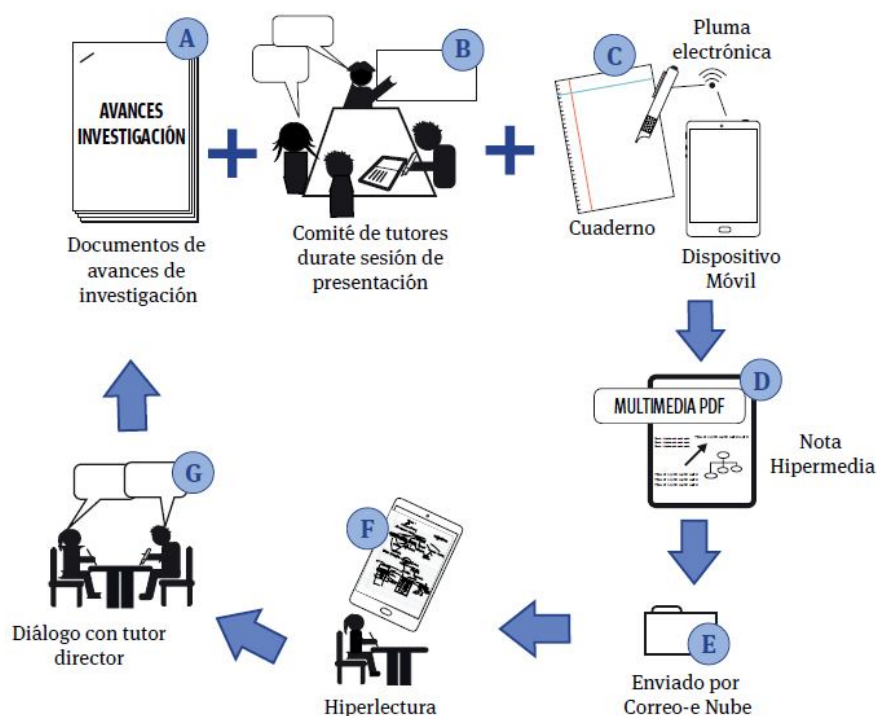 A
AVANCES
INVESTIGACIÓN
Documentos de
avances de
investigación
B
Comité de tutores
durate sesión de
presentación
C
Pluma
electrónica
Cuaderno
Dispositivo
Móvil
D
MULTIMEDIA PDF
Nota
Hipermedia
E
Enviado por
Correo-e Nube
F
Hiperlectura
G
Diálogo con tutor
director